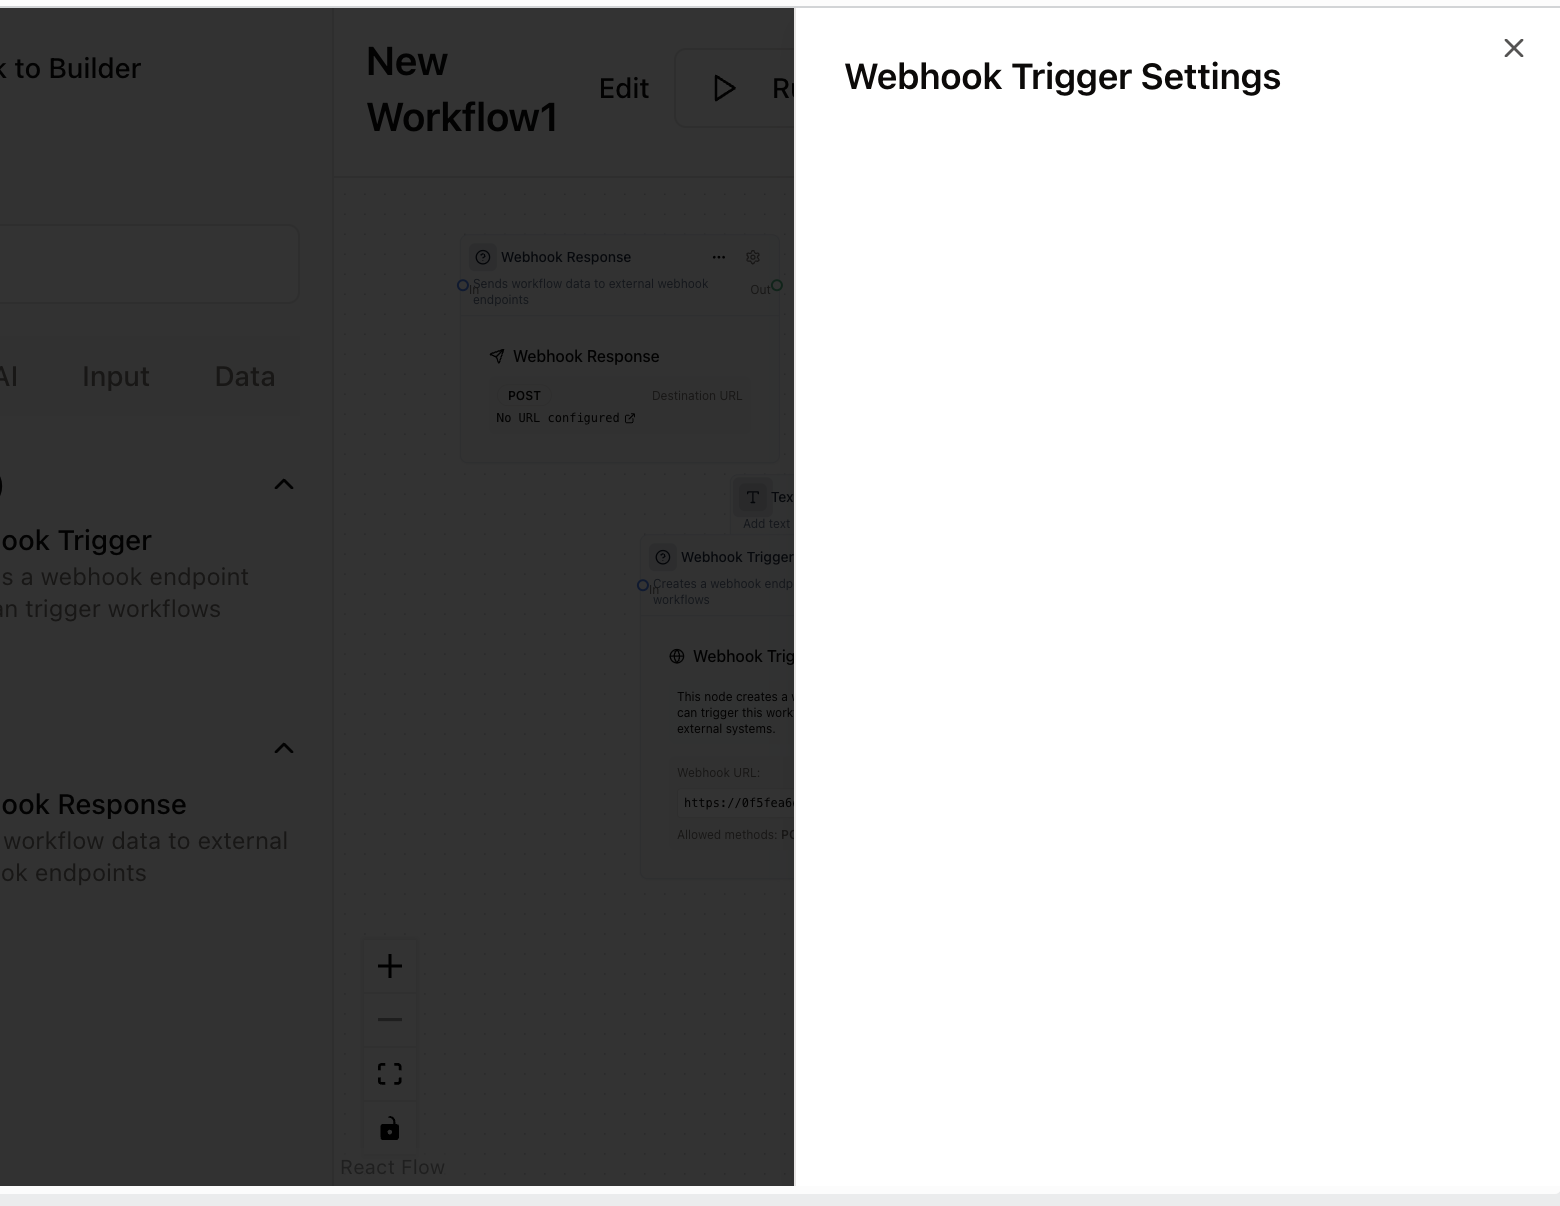 k to Builder
New
Workflow1
Edit
Webhook Trigger Settings
Webhook Response
Sends workflow data to external webhook
endpoints
In
Out
Webhook Response
POST
Destination URL
No URL configured
AI
Input
Data
ook Trigger
s a webhook endpoint
an trigger workflows
ook Response
workflow data to external
ok endpoints
Tex
Add text
Webhook Trigger
In
Creates a webhook endp
workflows
Webhook Trig
This node creates a
can trigger this work
external systems.
Webhook URL:
https://0f5fea6
Allowed methods: PO
React Flow